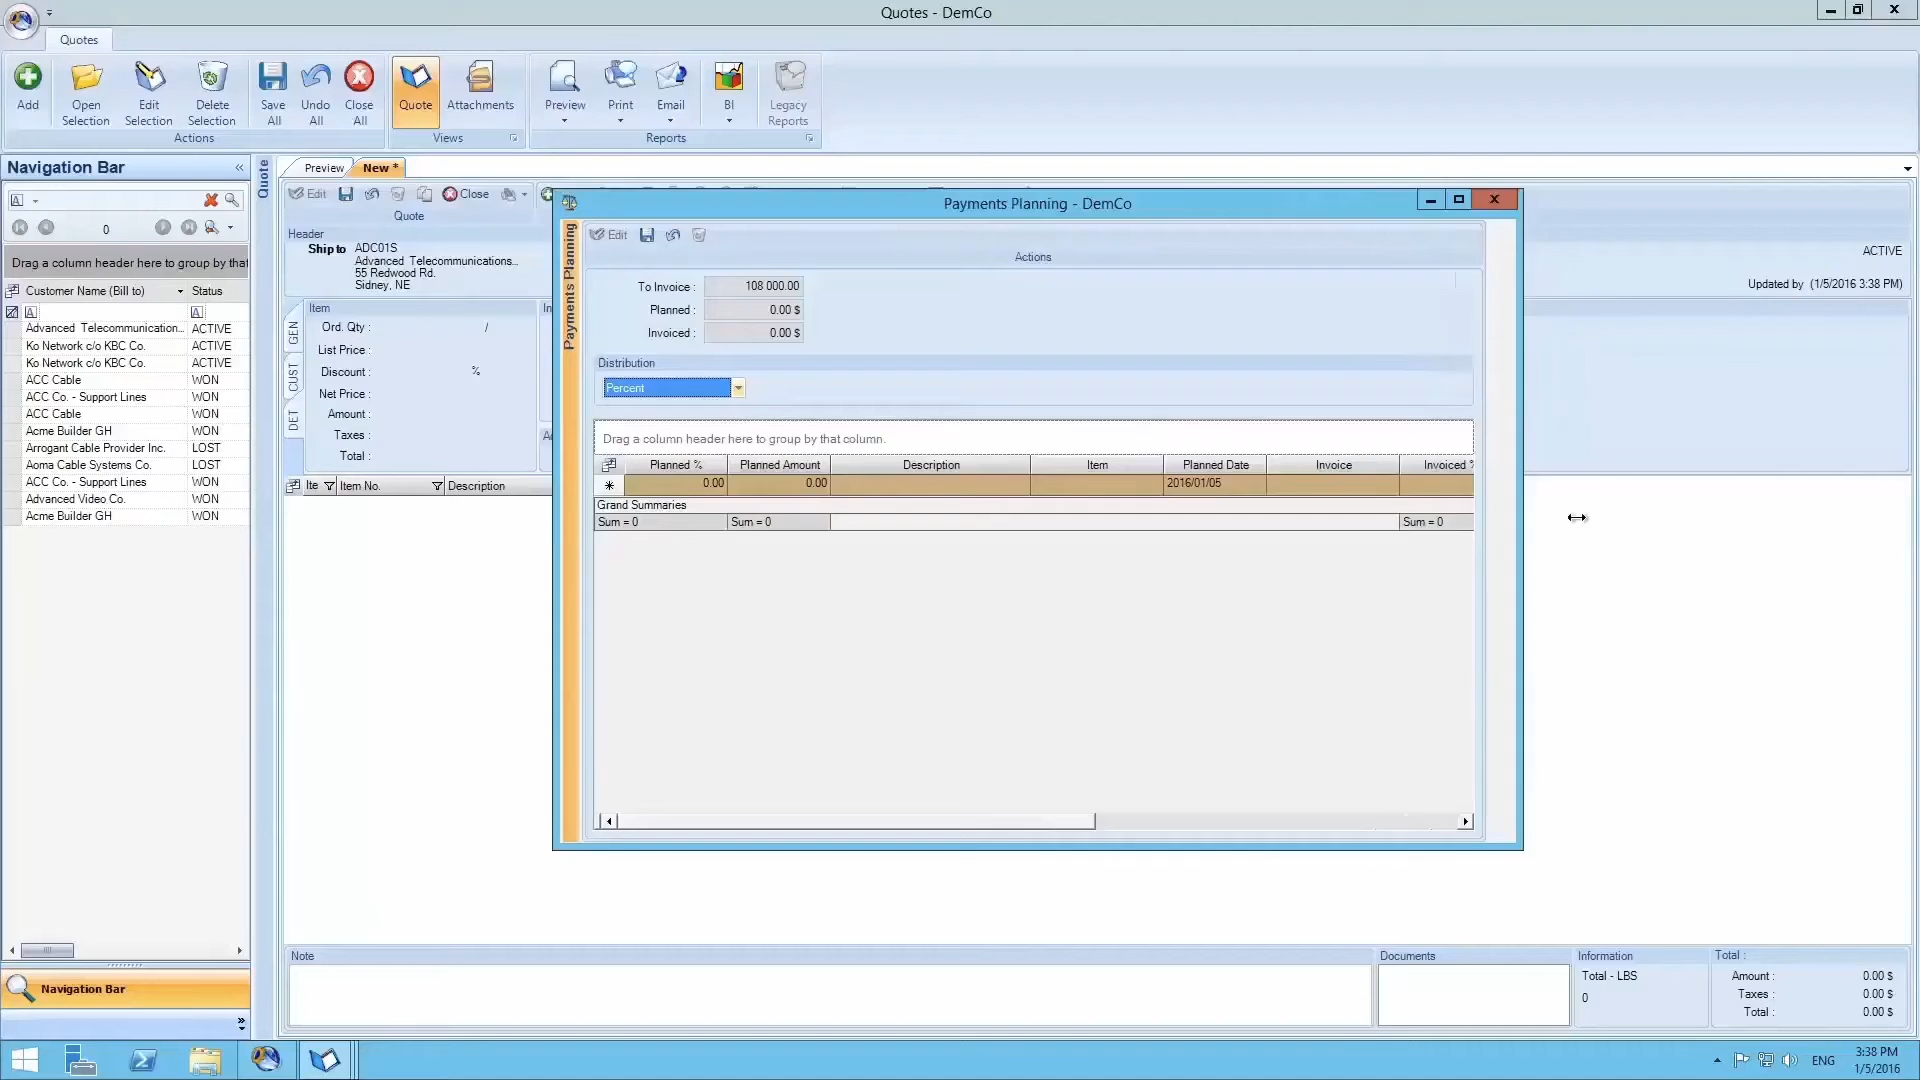 Quotes - DemCo
Quotes
Add
Open Selection
Edit Selection
Delete Selection
Save All
Undo All
Close All
Quote
Attachments
Preview
Print
Email
BI
Legacy Reports
Actions
Views
Reports
Navigation Bar
Quote
Preview
New *
A
0
Edit
Close
Quote
Drag a column header here to group by that
Customer Name (Bill to)
Status
A
A
Advanced Telecommunication... ACTIVE
Ko Network c/o KBC Co. ACTIVE
Ko Network c/o KBC Co. ACTIVE
ACC Cable WON
ACC Co. - Support Lines WON
ACC Cable WON
Acme Builder GH WON
Arrogant Cable Provider Inc. LOST
Aoma Cable Systems Co. LOST
ACC Co. - Support Lines WON
Advanced Video Co. WON
Acme Builder GH WON
Header
Ship to ADC01S
Advanced Telecommunications...
55 Redwood Rd.
Sidney, NE
GEN
CUST
DET
Item
Ord. Qty : /
List Price :
Discount : %
Net Price :
Amount :
Taxes :
Total :
Ite
Item No.
Description
Payments Planning - DemCo
Payments Planning
Edit
Actions
To Invoice : 108 000.00
Planned : 0.00 $
Invoiced : 0.00 $
Distribution
Percent
Drag a column header here to group by that column.
Planned % Planned Amount Description Item Planned Date Invoice Invoiced %
0.00 0.00 2016/01/05
Grand Summaries
Sum = 0 Sum = 0 Sum = 0
ACTIVE
Updated by (1/5/2016 3:38 PM)
Note
Documents
Information
Total - LBS
0
Total :
Amount : 0.00 $
Taxes : 0.00 $
Total : 0.00 $
Navigation Bar
ENG
3:38 PM
1/5/2016